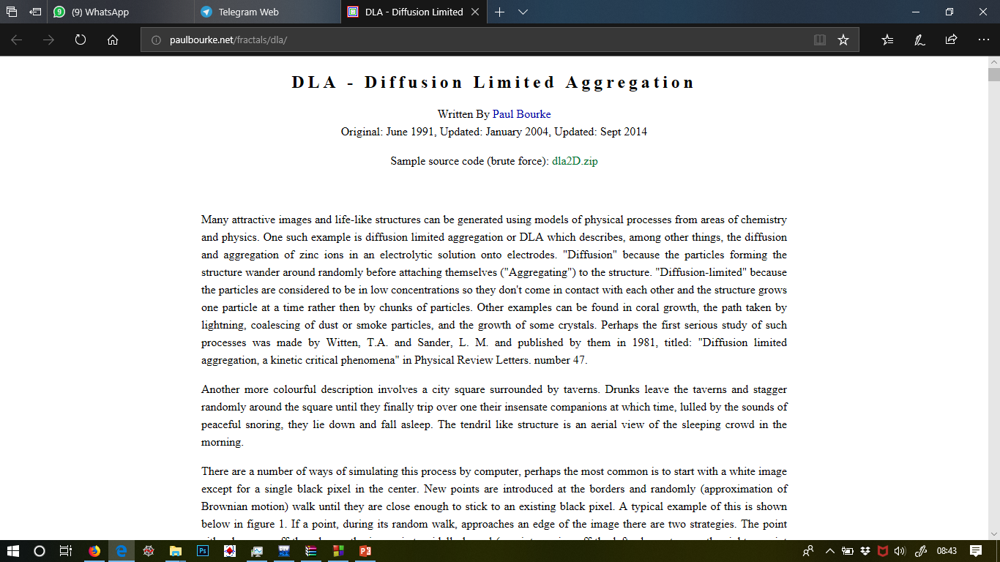 (9) WhatsApp
Telegram Web
DLA - Diffusion Limited
paulbourke.net/fractals/dla/
DLA - Diffusion Limited Aggregation
Written By Paul Bourke
Original: June 1991, Updated: January 2004, Updated: Sept 2014
Sample source code (brute force): dla2D.zip
Many attractive images and life-like structures can be generated using models of physical processes from areas of chemistry
and physics. One such example is diffusion limited aggregation or DLA which describes, among other things, the diffusion
and aggregation of zinc ions in an electrolytic solution onto electrodes. "Diffusion" because the particles forming the
structure wander around randomly before attaching themselves ("Aggregating") to the structure. "Diffusion-limited" because
the particles are considered to be in low concentrations so they don't come in contact with each other and the structure grows
one particle at a time rather then by chunks of particles. Other examples can be found in coral growth, the path taken by
lightning, coalescing of dust or smoke particles, and the growth of some crystals. Perhaps the first serious study of such
processes was made by Witten, T.A. and Sander, L. M. and published by them in 1981, titled: "Diffusion limited
aggregation, a kinetic critical phenomena" in Physical Review Letters. number 47.
Another more colourful description involves a city square surrounded by taverns. Drunks leave the taverns and stagger
randomly around the square until they finally trip over one their insensate companions at which time, lulled by the sounds of
peaceful snoring, they lie down and fall asleep. The tendril like structure is an aerial view of the sleeping crowd in the
morning.
There are a number of ways of simulating this process by computer, perhaps the most common is to start with a white image
except for a single black pixel in the center. New points are introduced at the borders and randomly (approximation of
Brownian motion) walk until they are close enough to stick to an existing black pixel. A typical example of this is shown
below in figure 1. If a point, during its random walk, approaches an edge of the image there are two strategies. The point
08:43